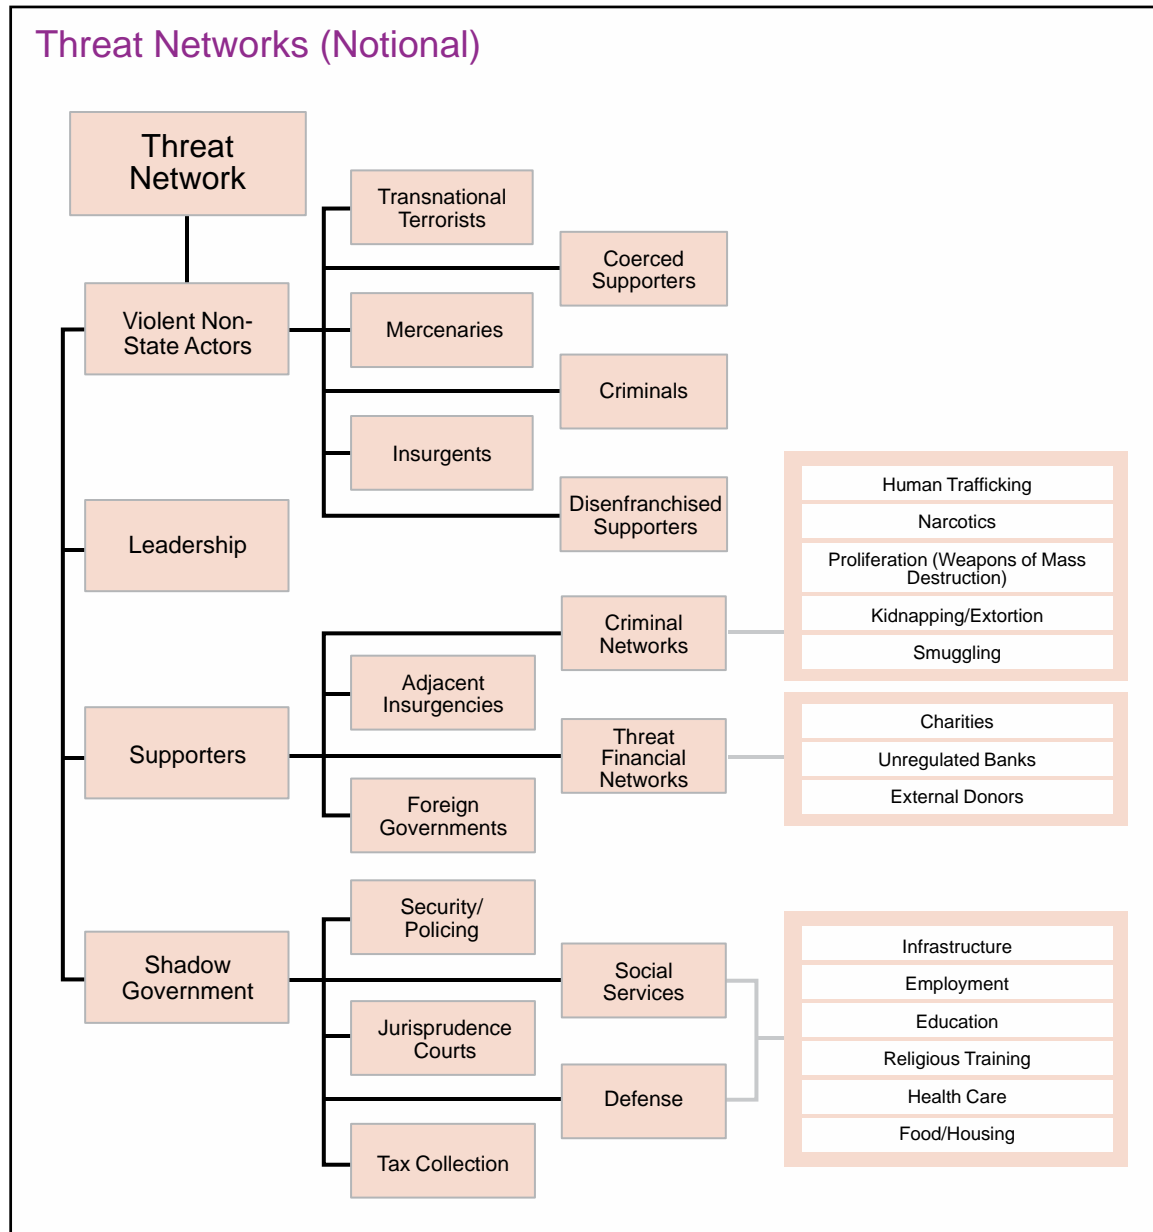 Threat Networks (Notional)
Threat
Network
Transnational
Terrorists
Coerced
Supporters
Violent Non-
State Actors
Mercenaries
Criminals
Insurgents
Disenfranchised
Supporters
Leadership
Human Trafficking
Narcotics
Proliferation (Weapons of Mass
Destruction)
Kidnapping/Extortion
Smuggling
Criminal
Networks
Adjacent
Insurgencies
Supporters
Threat
Financial
Networks
Charities
Unregulated Banks
External Donors
Foreign
Governments
Security/
Policing
Shadow
Government
Social
Services
Jurisprudence
Courts
Defense
Tax Collection
Infrastructure
Employment
Education
Religious Training
Health Care
Food/Housing